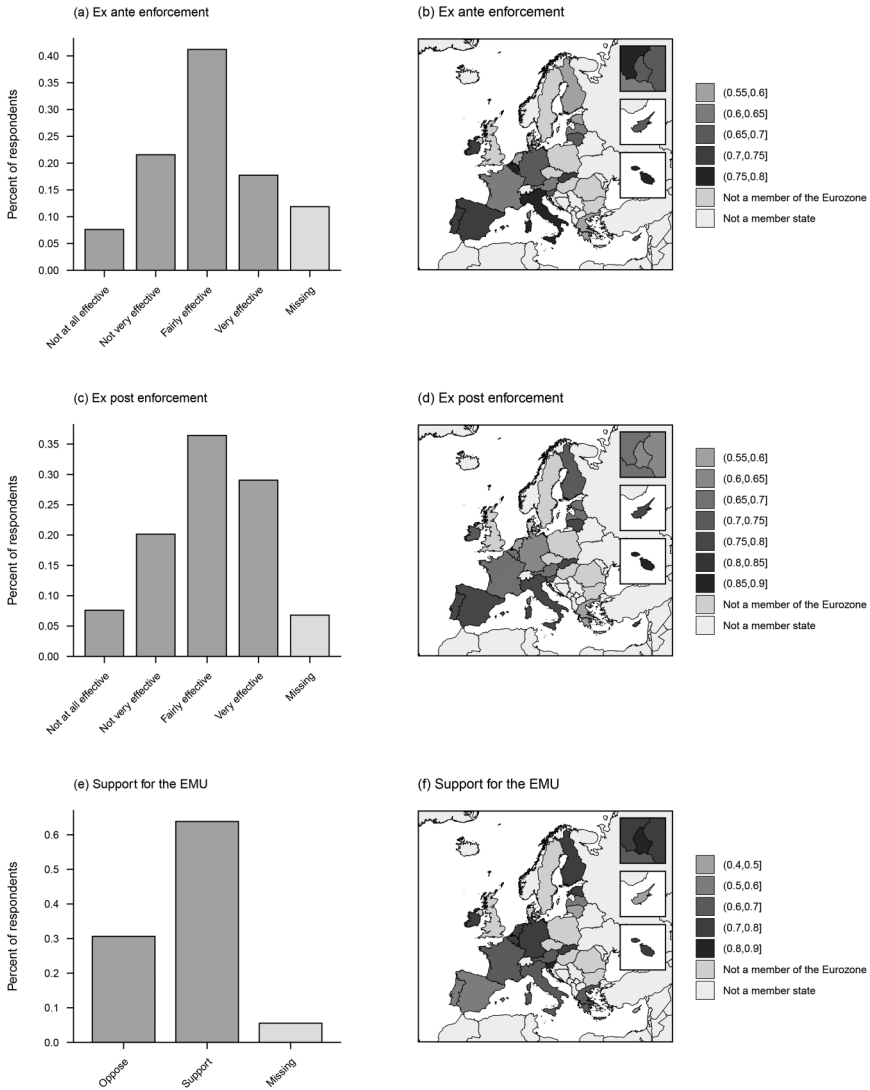 (a) Ex ante enforcement
Percent of respondents
0.40
0.35
0.30
0.25
0.20
0.15
0.10
0.05
0.00
Not at all effective
Not very effective
Fairly effective
Very effective
Missing
(b) Ex ante enforcement
(0.55,0.6]
(0.6,0.65]
(0.65,0.7]
(0.7,0.75]
(0.75,0.8]
Not a member of the Eurozone
Not a member state
(c) Ex post enforcement
Percent of respondents
0.35
0.30
0.25
0.20
0.15
0.10
0.05
0.00
Not at all effective
Not very effective
Fairly effective
Very effective
Missing
(d) Ex post enforcement
(0.55,0.6]
(0.6,0.65]
(0.65,0.7]
(0.7,0.75]
(0.75,0.8]
(0.8,0.85]
(0.85,0.9]
Not a member of the Eurozone
Not a member state
(e) Support for the EMU
Percent of respondents
0.6
0.5
0.4
0.3
0.2
0.1
0.0
Oppose
Support
Missing
(f) Support for the EMU
(0.4,0.5]
(0.5,0.6]
(0.6,0.7]
(0.7,0.8]
(0.8,0.9]
Not a member of the Eurozone
Not a member state